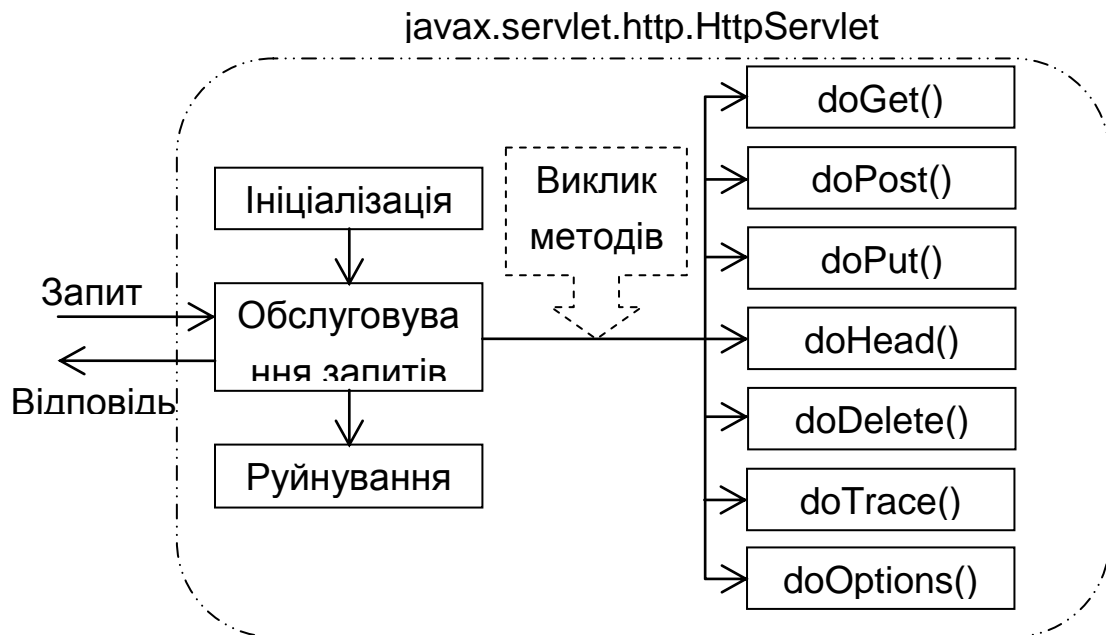 javax.servlet.http.HttpServlet
Ініціалізація
Запит
Обслуговува
ння запитів
Відповідь
Руйнування
Виклик
методів
doGet()
doPost()
doPut()
doHead()
doDelete()
doTrace()
doOptions()